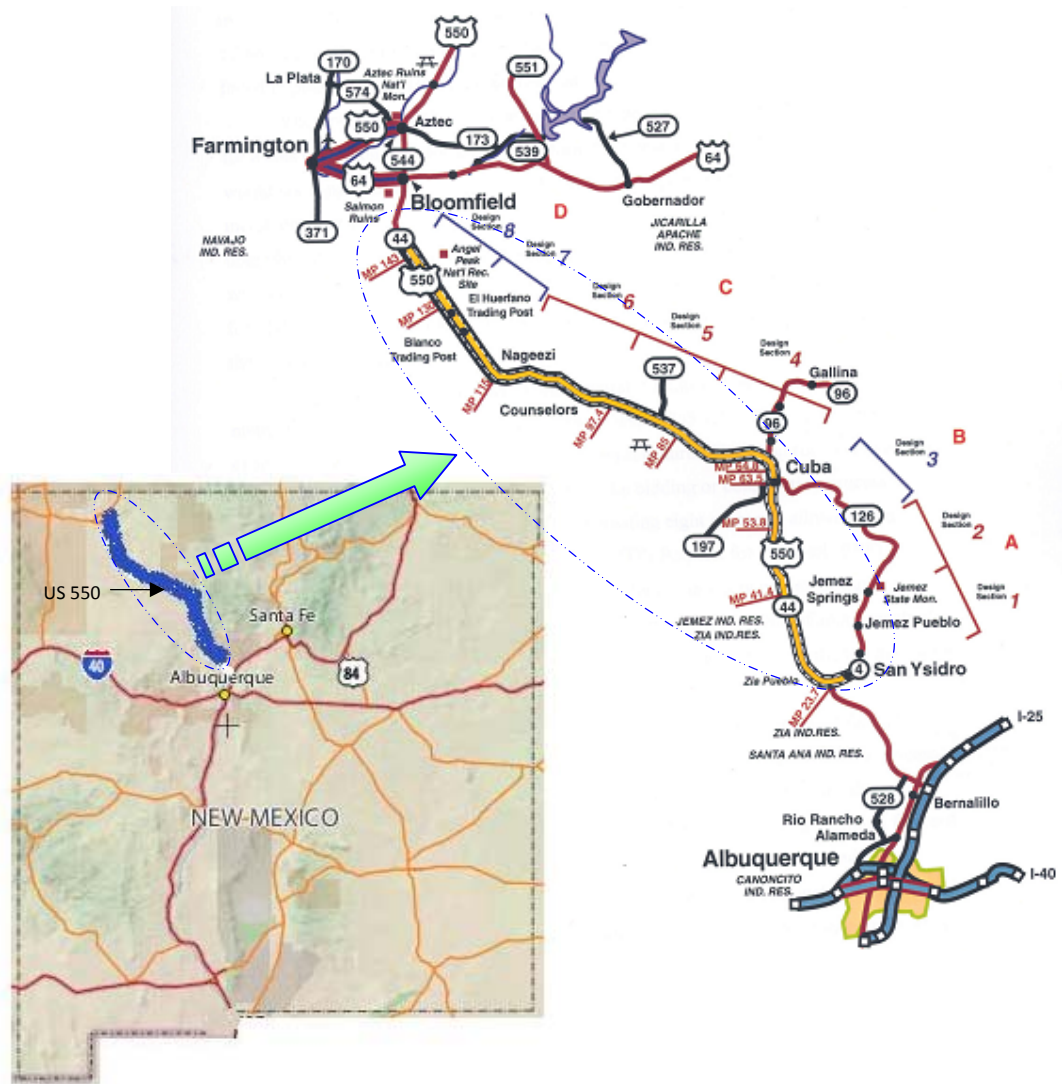 550
170
La Plata
Aztec Ruins
Nat'l
Mon.
551
574
550
Aztec
173
527
Farmington
544
539
64
64
Bloomfield
Gobernador
Salmon
Ruins
371
NAVAJO
IND. RES.
JICARILLA
APACHE
IND. RES.
D
Design
Section 8
Design
Section 7
44
MP 143
Angel
Peak
Nat'l Rec.
Site
550
El Huerfano
Trading Post
Blanco
Trading Post
Design
Section 6
C
Design
Section 5
Design
Section 4
Nageezi
MP 115
Counselors
MP 97.4
537
MP 85
Gallina
96
96
B
Design
Section 3
Cuba
MP 63.5
126
Design
Section 2
A
197
MP 53.8
550
Jemez
Springs
Jemez
State Mon.
Design
Section 1
MP 41.4
44
JEMEZ IND. RES.
ZIA IND.RES.
Jemez Pueblo
Zia Pueblo
4
San Ysidro
MP 23.7
ZIA IND.RES.
SANTA ANA IND. RES.
I-25
528
Bernalillo
Rio Rancho
Alameda
Albuquerque
CANONCITO
IND. RES.
I-40
US 550
Santa Fe
40
84
Albuquerque
NEW MEXICO